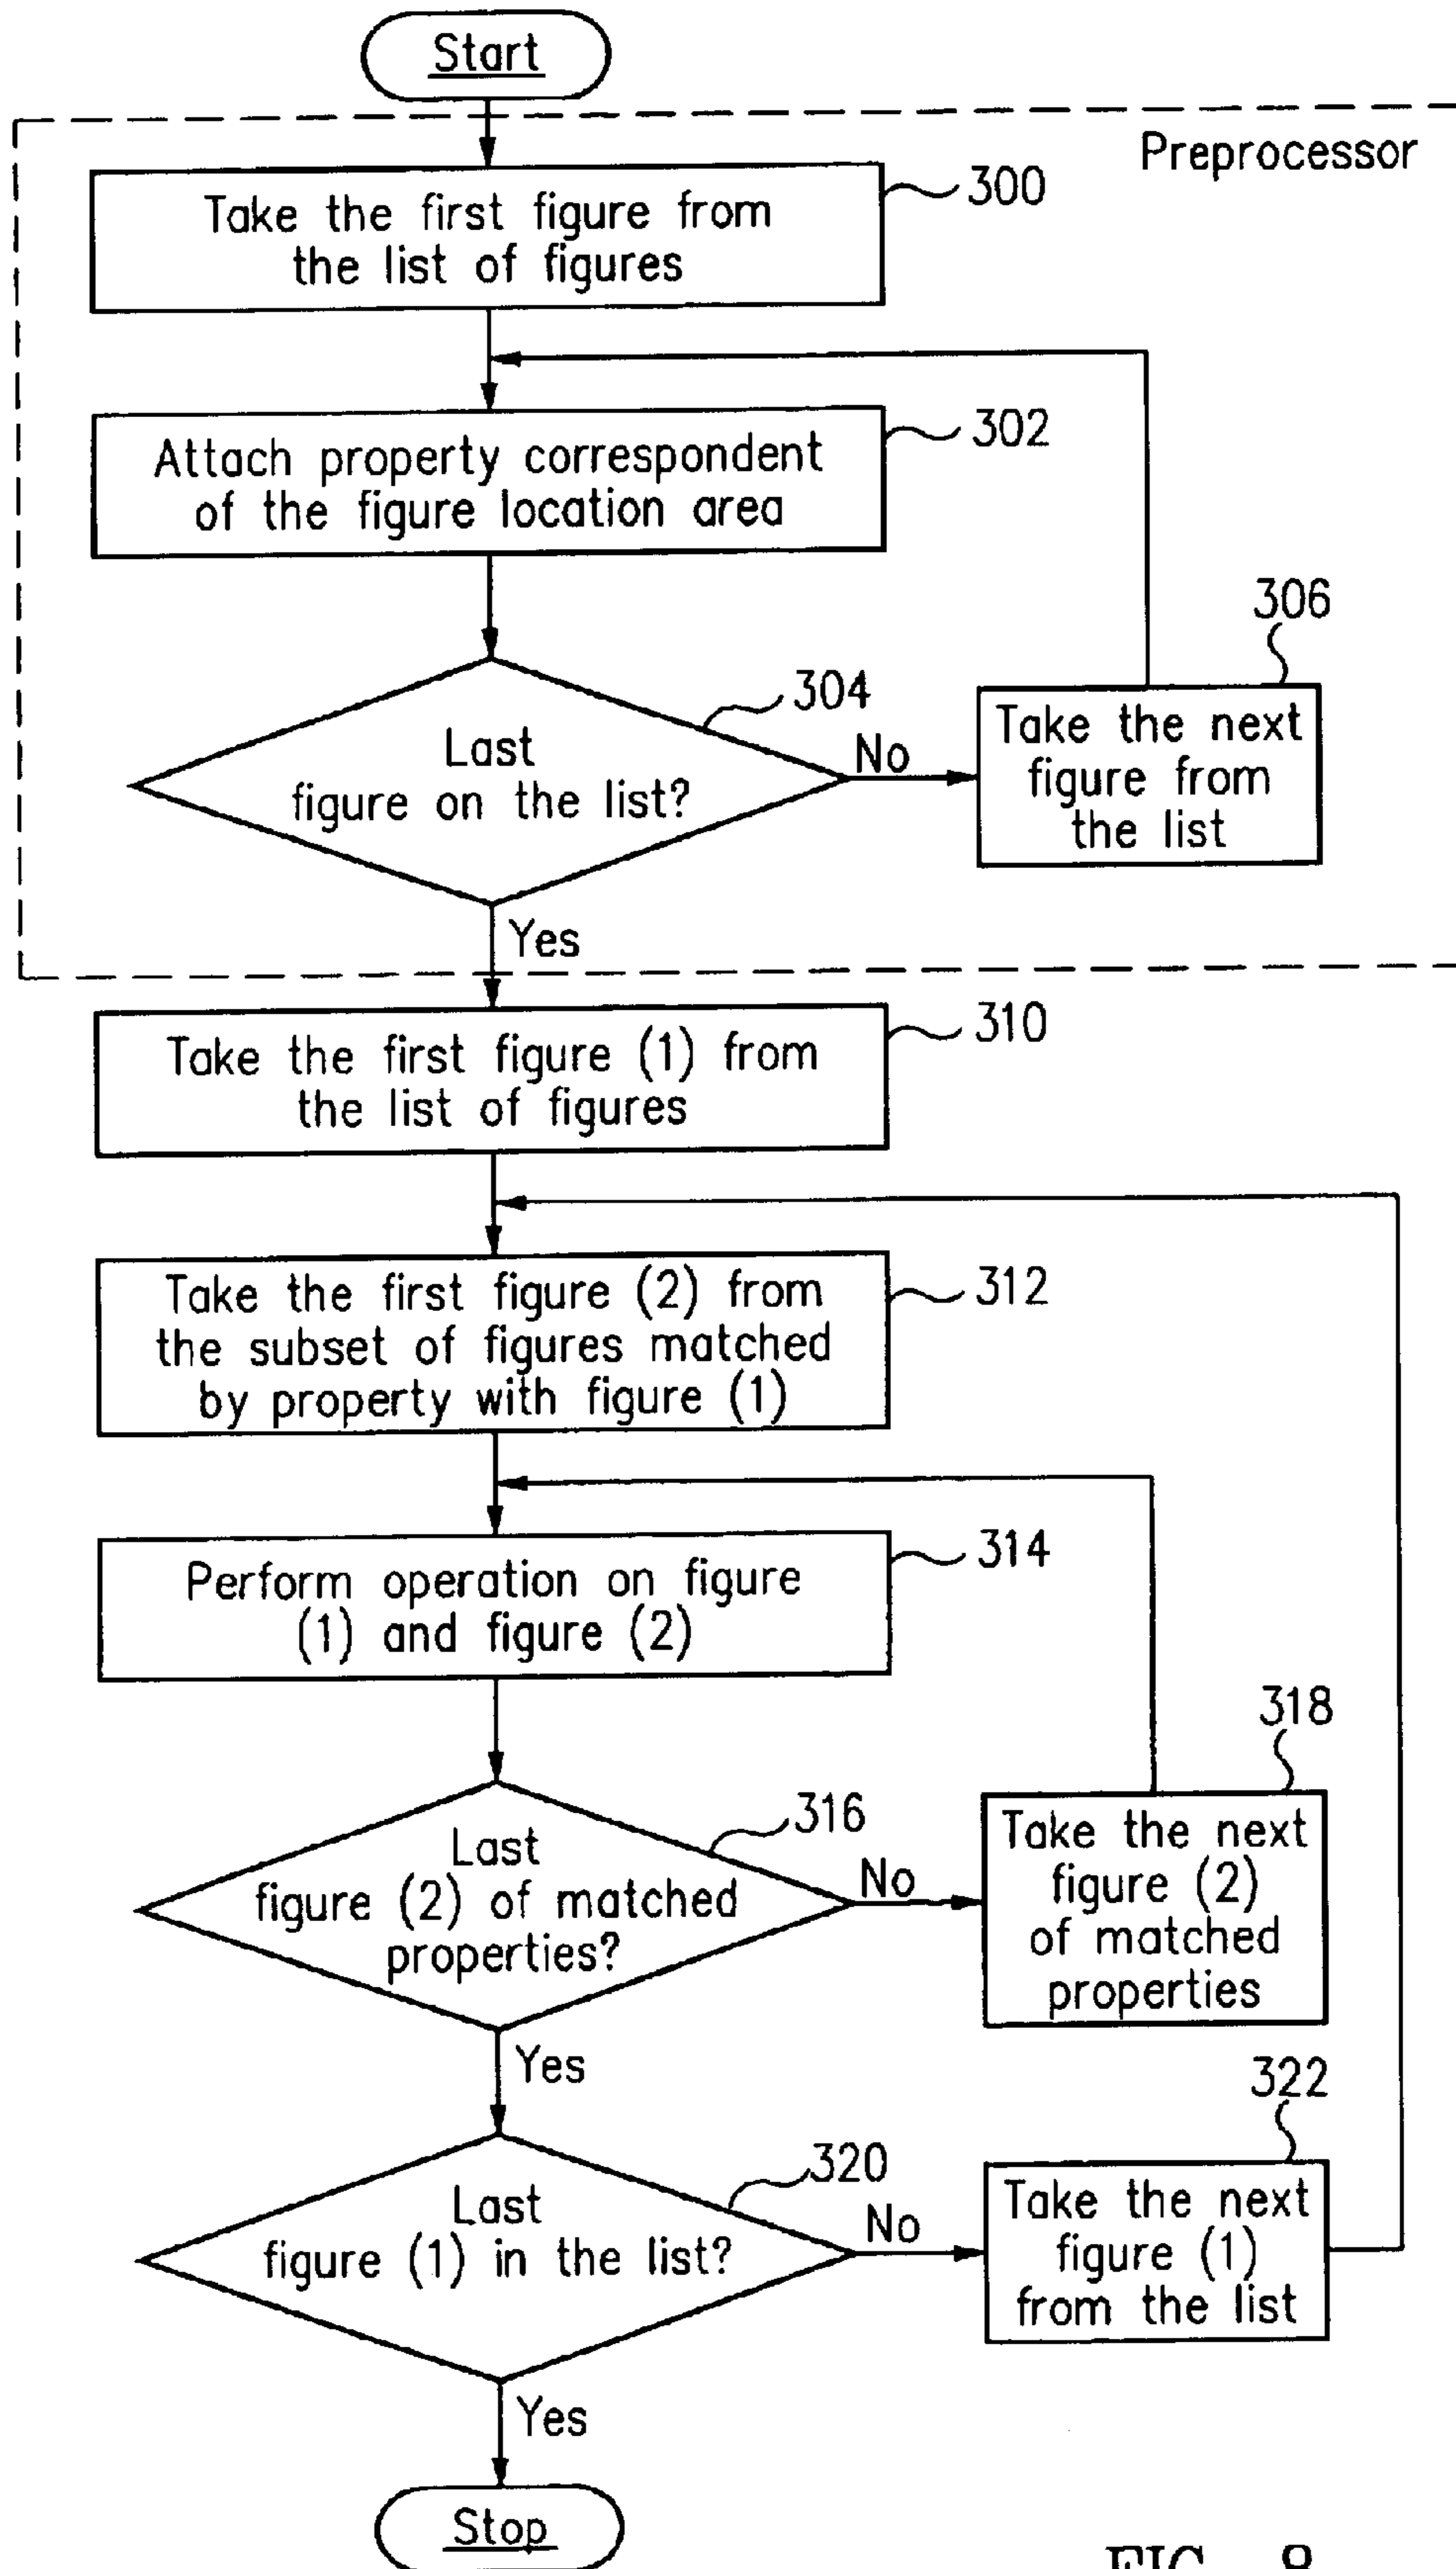 Start
Preprocessor
Take the first figure from
the list of figures
300
Attach property correspondent
of the figure location area
302
306
Last
figure on the list?
304
No
Take the next
figure from
the list
Yes
Take the first figure (1) from
the list of figures
310
Take the first figure (2) from
the subset of figures matched
by property with figure (1)
312
Perform operation on figure
(1) and figure (2)
314
318
Last
figure (2) of matched
properties?
316
No
Take the next
figure (2)
of matched
properties
Yes
322
Last
figure (1) in the list?
320
No
Take the next
figure (1)
from the list
Yes
Stop
FIG. 8